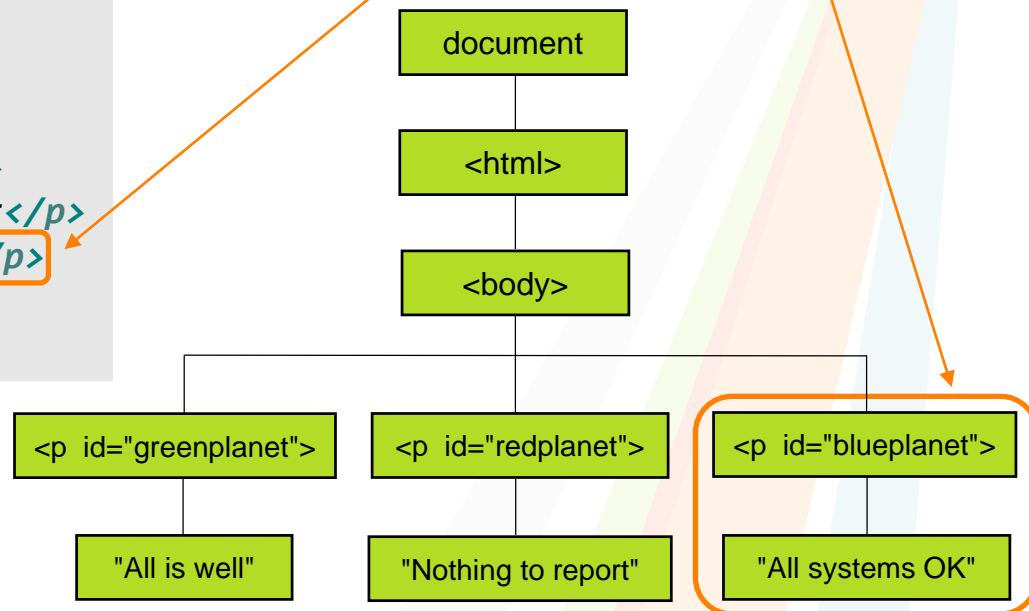 </p>
/p>
document
<html>
<body>
<p id="greenplanet"> <p id="redplanet"> <p id="blueplanet">
"All is well" "Nothing to report" "All systems OK"